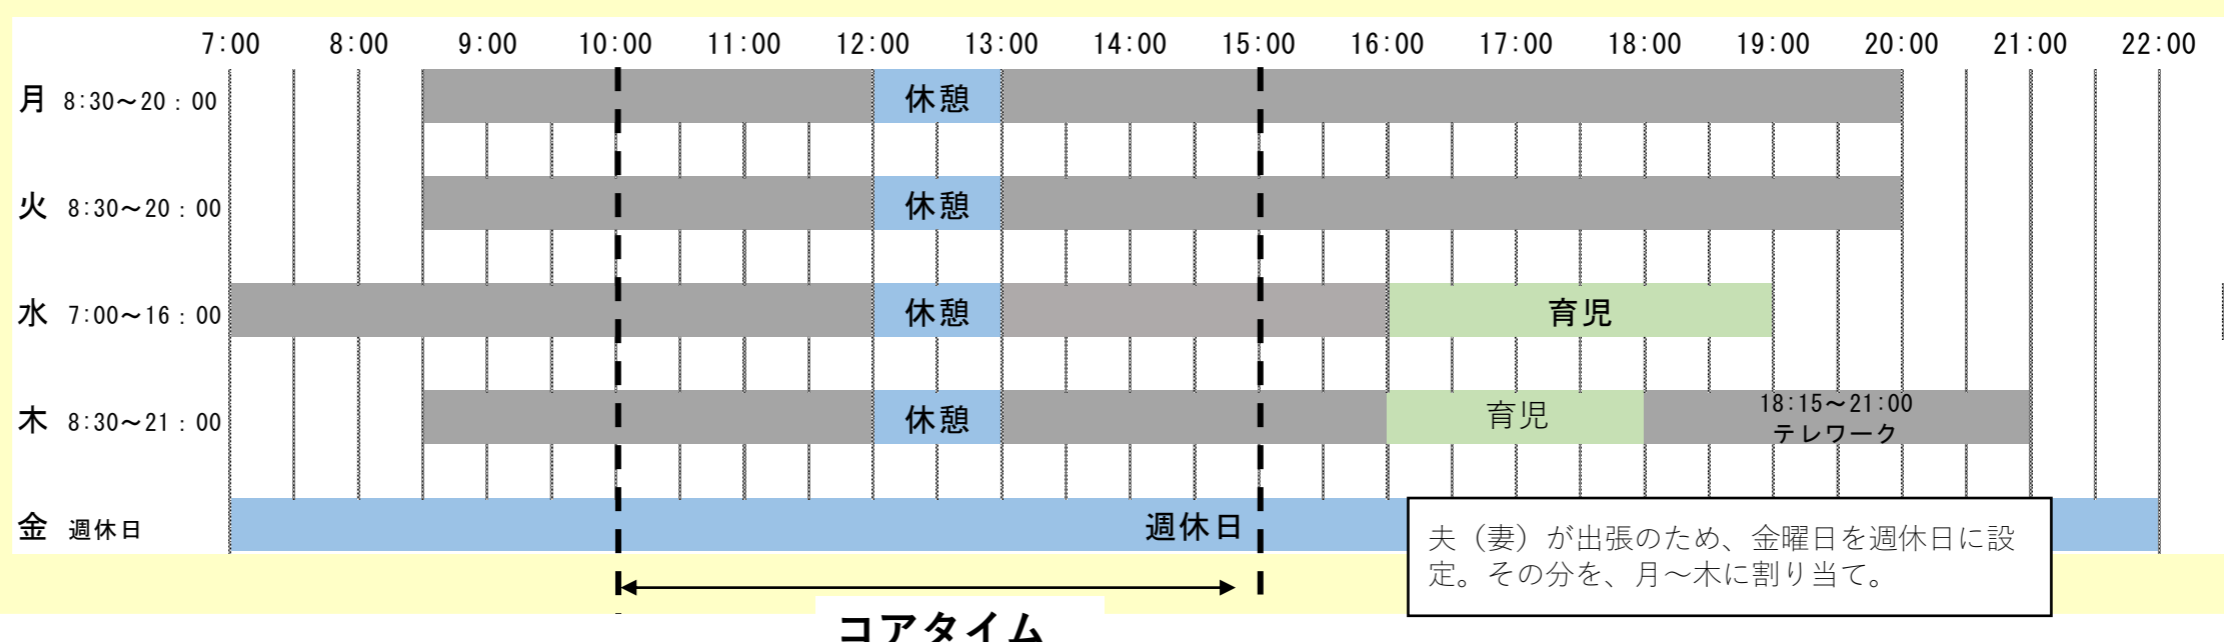 7:00 8:00 9:00 10:00 11:00 12:00 13:00 14:00 15:00 16:00 17:00 18:00 19:00 20:00 21:00 22:00
月 8:30～20：00 休憩
火 8:30～20：00 休憩
水 7:00～16：00 休憩 育児
木 8:30～21：00 休憩 育児 18:15～21:00
テレワーク
金 週休日 週休日
夫（妻）が出張のため、金曜日を週休日に設
定。その分を、月～木に割り当て。
コアタイム